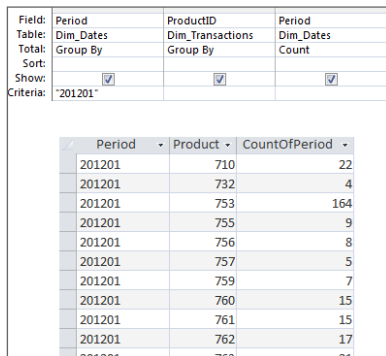 Field: Period ProductID Period
Table: Dim_Dates Dim_Transactions Dim_Dates
Total: Group By Group By Count
Sort:
Show:
Criteria: "201201"
Period Product CountOfPeriod
201201 710 22
201201 732 4
201201 753 164
201201 755 9
201201 756 8
201201 757 5
201201 759 7
201201 760 15
201201 761 15
201201 762 17